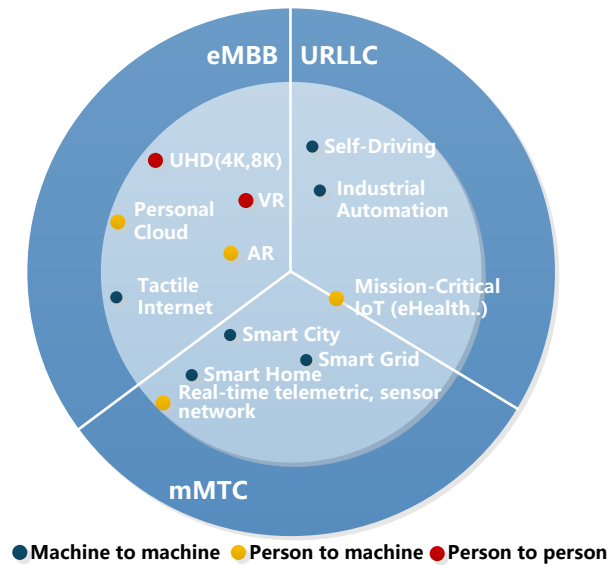 eMBB
URLLC
UHD(4K,8K)
VR
Personal
Cloud
AR
Tactile
Internet
Self-Driving
Industrial
Automation
Mission-Critical
IoT (eHealth..)
Smart City
Smart Grid
Smart Home
Real-time telemetric, sensor
network
mMTC
Machine to machine
Person to machine
Person to person